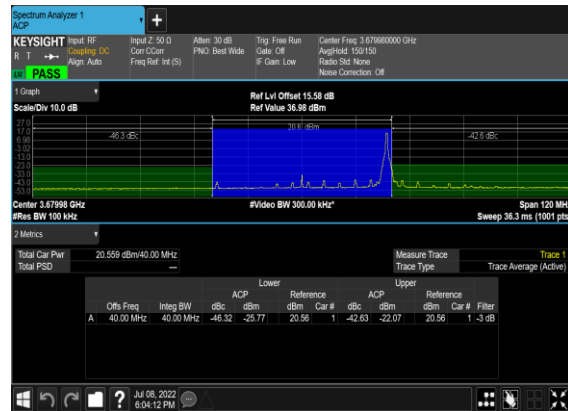 Spectrum Analyzer 1
ACP
KEYSIGHT
R T
LXI
PASS
Input: RF
Coupling: DC
Align: Auto
Input Z: 50 Ω
Corr CCorr
Freq Ref: Int (S)
Atten: 30 dB
PNO: Best Wide
Trig: Free Run
Gate: Off
IF Gain: Low
Center Freq: 3.679980000 GHz
Avg|Hold: 150/150
Radio Std: None
Noise Correction: Off
1 Graph
Scale/Div 10.0 dB
Ref Lvl Offset 15.58 dB
Ref Value 36.98 dBm
27.0
17.0
6.98
-3.02
-13.0
-23.0
-33.0
-43.0
-53.0
-46.3 dBc
20.6 dBm
-42.6 dBc
Center 3.67998 GHz
#Video BW 300.00 kHz*
Span 120 MH
#Res BW 100 kHz
Sweep 36.3 ms (1001 pts
2 Metrics
Total Car Pwr 20.559 dBm/40.00 MHz
Total PSD ---
Measure Trace Trace 1
Trace Type Trace Average (Active)
Lower Upper
ACP Reference ACP Reference
Offs Freq Integ BW dBc dBm dBm Car # dBc dBm dBm Car # Filter
A 40.00 MHz 40.00 MHz -46.32 -25.77 20.56 1 -42.63 -22.07 20.56 1 -3 dB
?
Jul 08, 2022
6:04:12 PM